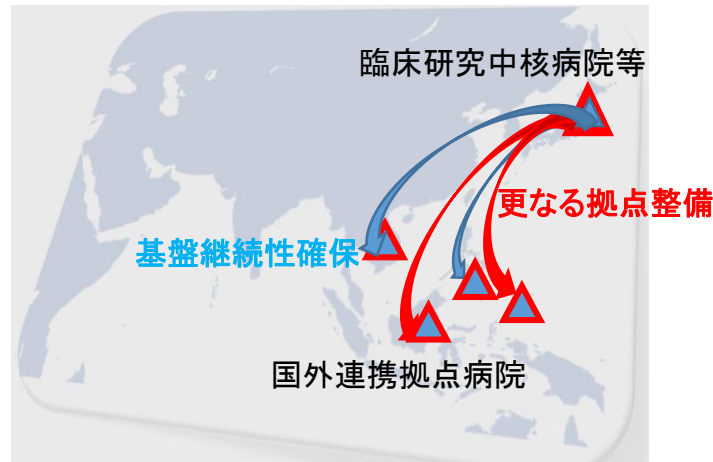 臨床研究中核病院等
更なる拠点整備
基盤継続性確保
国外連携拠点病院